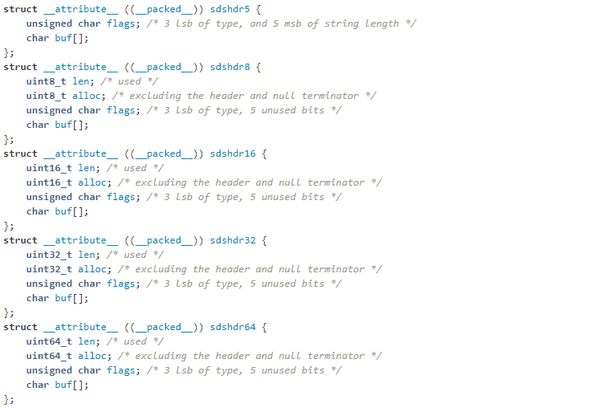 struct __attribute__ ((__packed__)) sdshdr5 {
    unsigned char flags; /* 3 lsb of type, and 5 msb of string length */
    char buf[];
};
struct __attribute__ ((__packed__)) sdshdr8 {
    uint8_t len; /* used */
    uint8_t alloc; /* excluding the header and null terminator */
    unsigned char flags; /* 3 lsb of type, 5 unused bits */
    char buf[];
};
struct __attribute__ ((__packed__)) sdshdr16 {
    uint16_t len; /* used */
    uint16_t alloc; /* excluding the header and null terminator */
    unsigned char flags; /* 3 lsb of type, 5 unused bits */
    char buf[];
};
struct __attribute__ ((__packed__)) sdshdr32 {
    uint32_t len; /* used */
    uint32_t alloc; /* excluding the header and null terminator */
    unsigned char flags; /* 3 lsb of type, 5 unused bits */
    char buf[];
};
struct __attribute__ ((__packed__)) sdshdr64 {
    uint64_t len; /* used */
    uint64_t alloc; /* excluding the header and null terminator */
    unsigned char flags; /* 3 lsb of type, 5 unused bits */
    char buf[];
};